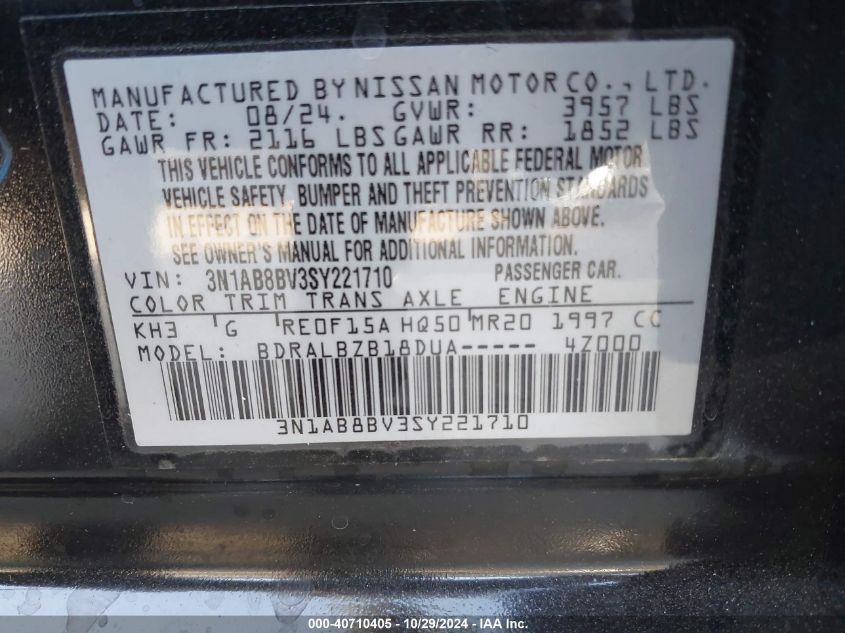 MANUFACTURED BY NISSAN MOTOR CO., LTD.
DATE: 08/24. GVWR: 3957 LBS
GAWR FR: 2116 LBS GAWR RR: 1852 LBS
THIS VEHICLE CONFORMS TO ALL APPLICABLE FEDERAL MOTOR
VEHICLE SAFETY, BUMPER AND THEFT PREVENTION STANDARDS
IN EFFECT ON THE DATE OF MANUFACTURE SHOWN ABOVE.
SEE OWNER'S MANUAL FOR ADDITIONAL INFORMATION.
VIN: 3N1AB8BV3SY221710 PASSENGER CAR.
COLOR TRIM TRANS AXLE ENGINE
KH3 G RE0F15A HQ50 MR20 1997 CC
MODEL: BDRALBZB18DUA----- 4Z000
3N1AB8BV3SY221710
000-40710405 - 10/29/2024 - IAA Inc.